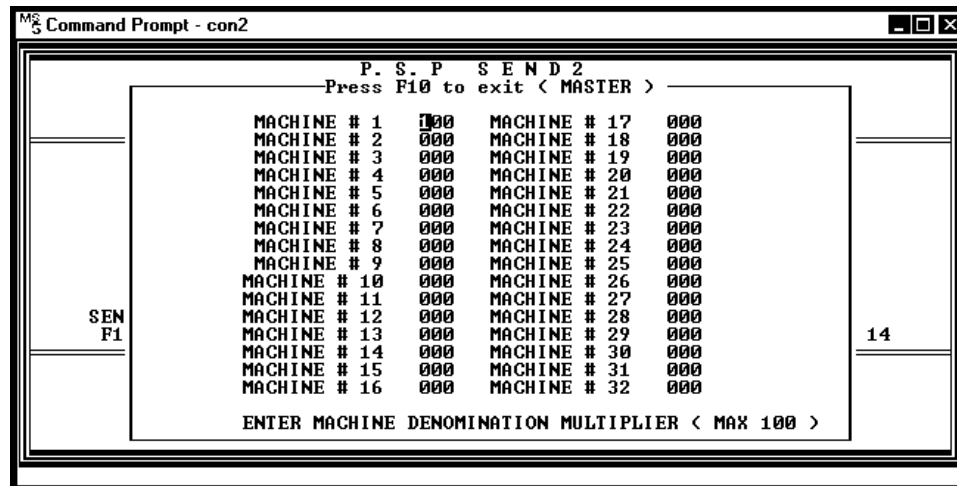 MS Command Prompt - con2
P. S. P S E N D 2
Press F10 to exit ( MASTER )
MACHINE # 1 100 MACHINE # 17 000
MACHINE # 2 000 MACHINE # 18 000
MACHINE # 3 000 MACHINE # 19 000
MACHINE # 4 000 MACHINE # 20 000
MACHINE # 5 000 MACHINE # 21 000
MACHINE # 6 000 MACHINE # 22 000
MACHINE # 7 000 MACHINE # 23 000
MACHINE # 8 000 MACHINE # 24 000
MACHINE # 9 000 MACHINE # 25 000
MACHINE # 10 000 MACHINE # 26 000
MACHINE # 11 000 MACHINE # 27 000
SEN MACHINE # 12 000 MACHINE # 28 000
F1 MACHINE # 13 000 MACHINE # 29 000 14
MACHINE # 14 000 MACHINE # 30 000
MACHINE # 15 000 MACHINE # 31 000
MACHINE # 16 000 MACHINE # 32 000
ENTER MACHINE DENOMINATION MULTIPLIER ( MAX 100 )